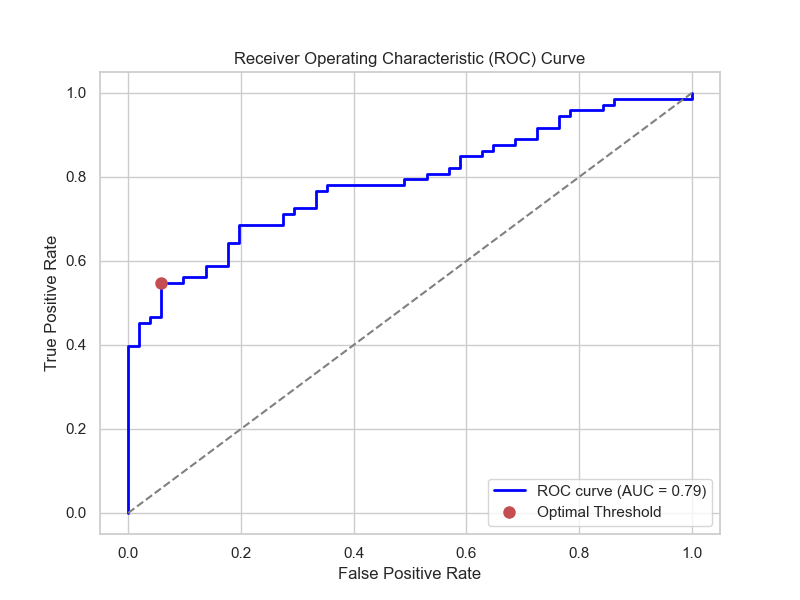 Receiver Operating Characteristic (ROC) Curve
True Positive Rate
1.0
0.8
0.6
0.4
0.2
0.0
0.0 0.2 0.4 0.6 0.8 1.0
False Positive Rate
ROC curve (AUC = 0.79)
Optimal Threshold